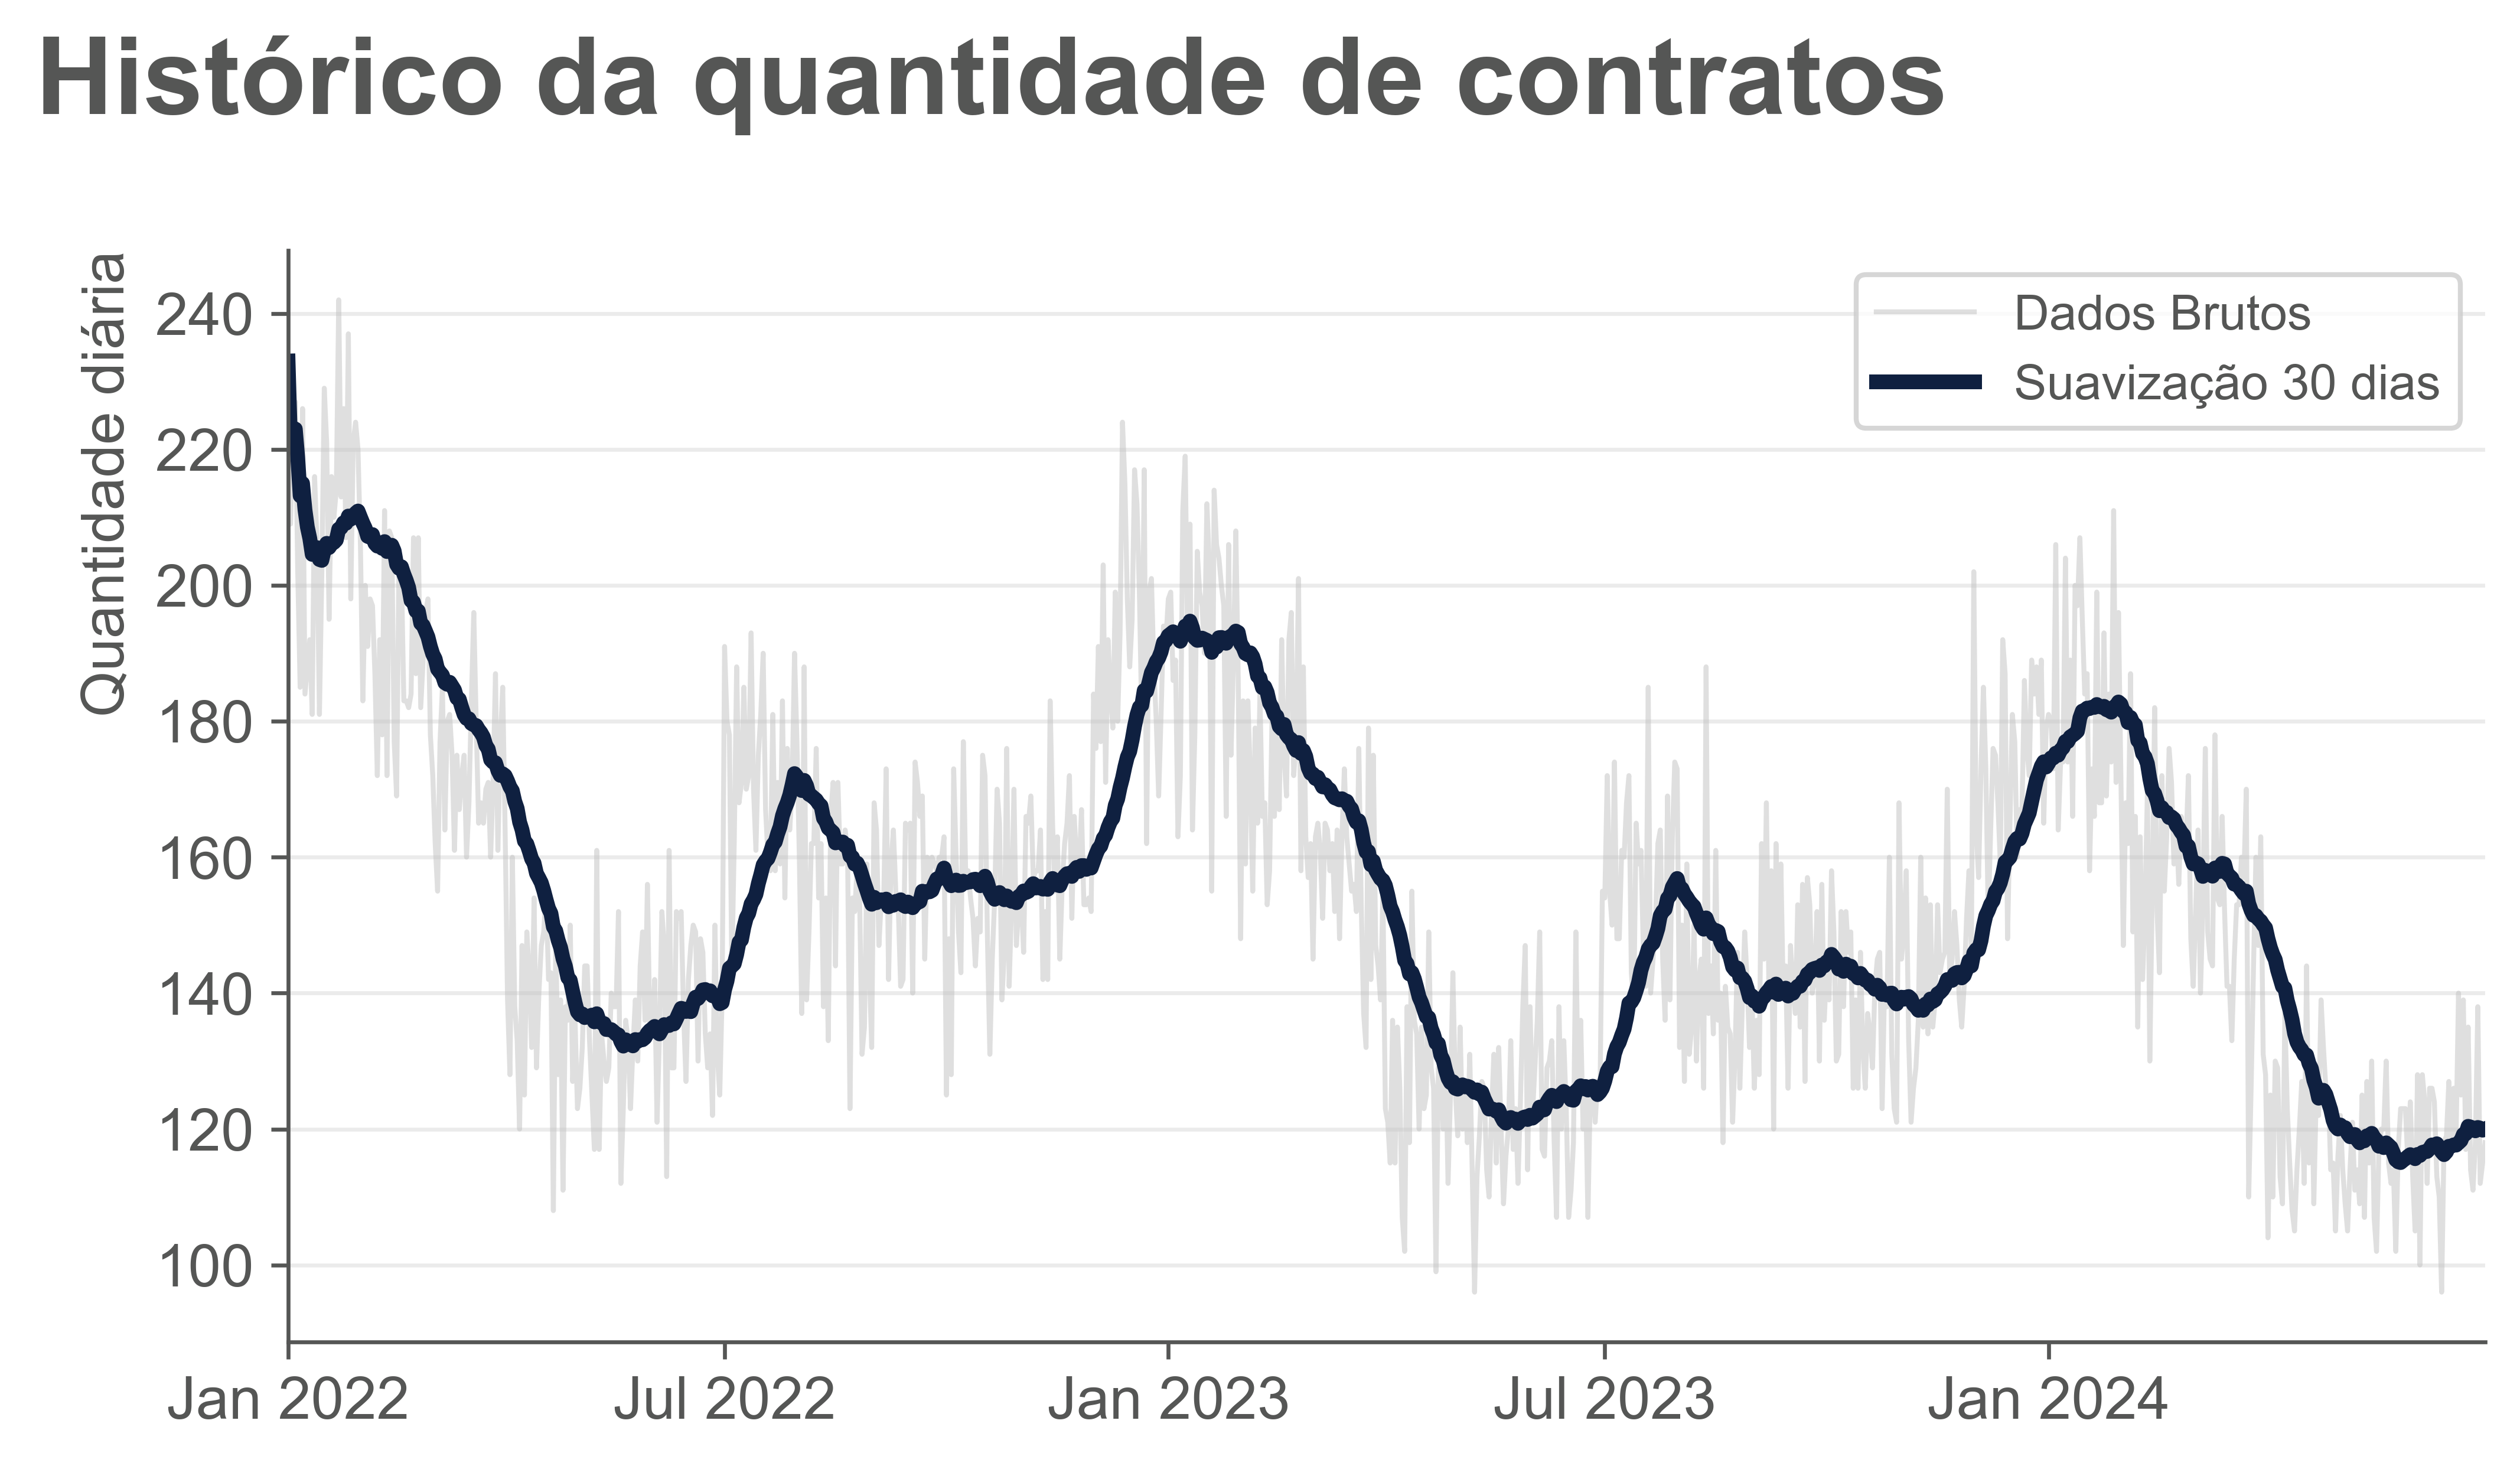 Histórico da quantidade de contratos
Quantidade diária
240
220
200
180
160
140
120
100
Dados Brutos
Suavização 30 dias
Jan 2022
Jul 2022
Jan 2023
Jul 2023
Jan 2024